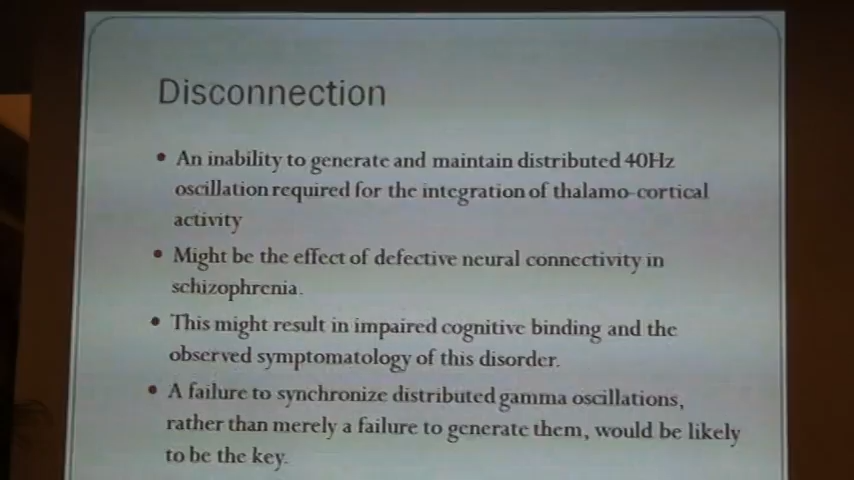 Disconnection
• An inability to generate and maintain distributed 40Hz
oscillation required for the integration of thalamo-cortical
activity
• Might be the effect of defective neural connectivity in
schizophrenia.
• This might result in impaired cognitive binding and the
observed symptomatology of this disorder.
• A failure to synchronize distributed gamma oscillations,
rather than merely a failure to generate them, would be likely
to be the key.